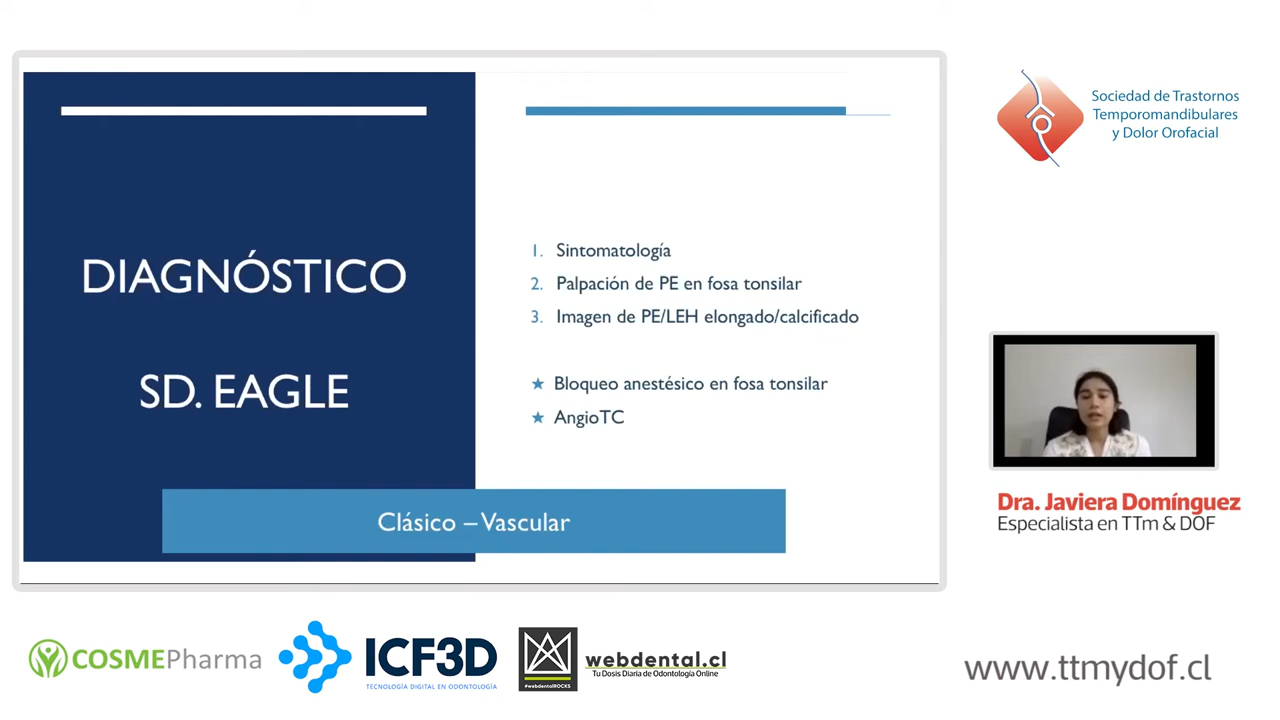 DIAGNÓSTICO
SD. EAGLE
1. Sintomatología
2. Palpación de PE en fosa tonsilar
3. Imagen de PE/LEH elongado/calcificado
★ Bloqueo anestésico en fosa tonsilar
★ AngioTC
Clásico – Vascular
Sociedad de Trastornos
Temporomandibulares
y Dolor Orofacial
Dra. Javiera Domínguez
Especialista en TTm & DOF
COSMEPharma
ICF3D
TECNOLOGÍA DIGITAL EN ODONTOLOGÍA
#webdentalROCKS
webdental.cl
Tu Dosis Diaria de Odontología Online
www.ttmydof.cl